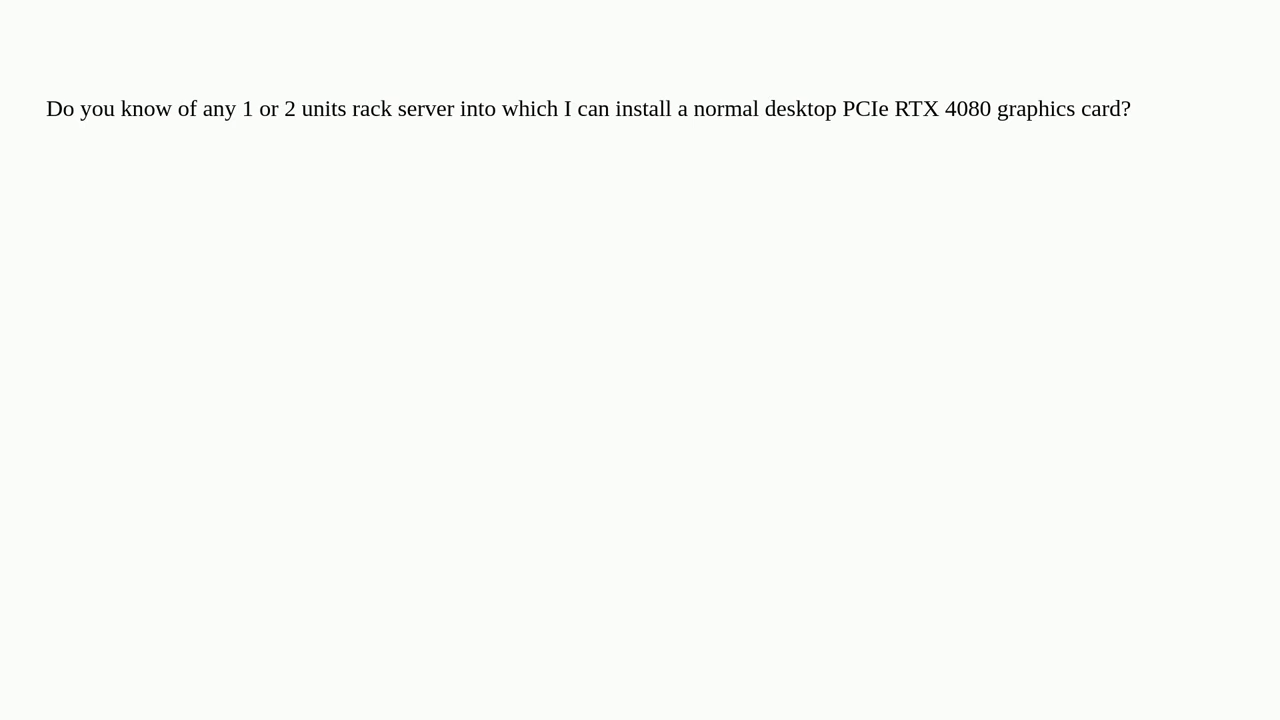 Do you know of any 1 or 2 units rack server into which I can install a normal desktop PCIe RTX 4080 graphics card?